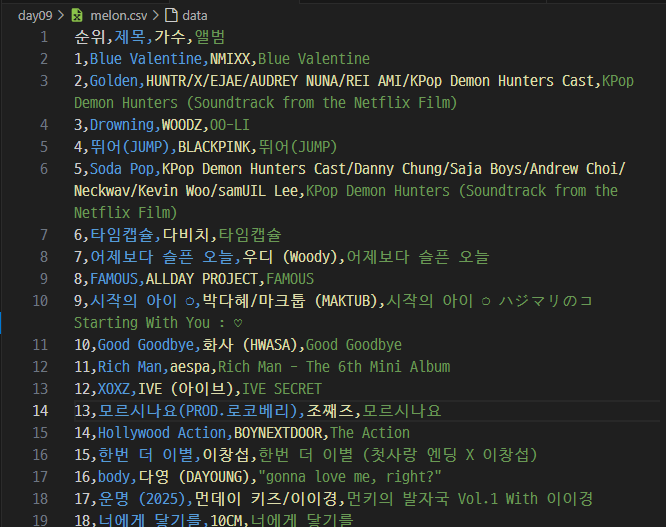 day09 > melon.csv > data
1 순위,제목,가수,앨범
2 1,Blue Valentine,NMIXX,Blue Valentine
3 2,Golden,HUNTR/X/EJAE/AUDREY NUNA/REI AMI/KPop Demon Hunters Cast,KPop
Demon Hunters (Soundtrack from the Netflix Film)
4 3,Drowning,WOODZ,OO-LI
5 4,뛰어(JUMP),BLACKPINK,뛰어(JUMP)
6 5,Soda Pop,KPop Demon Hunters Cast/Danny Chung/Saja Boys/Andrew Choi/
Neckwav/Kevin Woo/samUIL Lee,KPop Demon Hunters (Soundtrack from the
Netflix Film)
7 6,타임캡슐,다비치,타임캡슐
8 7,어제보다 슬픈 오늘,우디 (Woody),어제보다 슬픈 오늘
9 8,FAMOUS,ALLDAY PROJECT,FAMOUS
10 9,시작의 아이 ○,박다혜/마크툽 (MAKTUB),시작의 아이 ○ ハジマリのコ
Starting With You : ♡
11 10,Good Goodbye,화사 (HWASA),Good Goodbye
12 11,Rich Man,aespa,Rich Man - The 6th Mini Album
13 12,XOXZ,IVE (아이브),IVE SECRET
14 13,모르시나요(PROD.로코베리),조째즈,모르시나요
15 14,Hollywood Action,BOYNEXTDOOR,The Action
16 15,한번 더 이별,이창섭,한번 더 이별 (첫사랑 엔딩 X 이창섭)
17 16,body,다영 (DAYOUNG),"gonna love me, right?"
18 17,운명 (2025),먼데이 키즈/이이경,먼키의 발자국 Vol.1 With 이이경
19 18,너에게 닿기를,10CM,너에게 닿기를